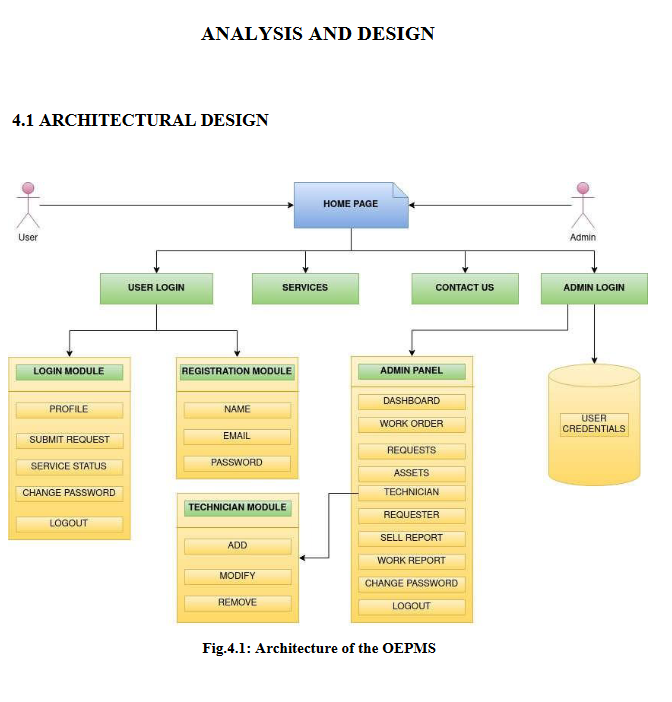 ANALYSIS AND DESIGN
4.1 ARCHITECTURAL DESIGN
HOME PAGE
User
Admin
USER LOGIN
SERVICES
CONTACT US
ADMIN LOGIN
LOGIN MODULE
PROFILE
SUBMIT REQUEST
SERVICE STATUS
CHANGE PASSWORD
LOGOUT
REGISTRATION MODULE
NAME
EMAIL
PASSWORD
TECHNICIAN MODULE
ADD
MODIFY
REMOVE
ADMIN PANEL
DASHBOARD
WORK ORDER
REQUESTS
ASSETS
TECHNICIAN
REQUESTER
SELL REPORT
WORK REPORT
CHANGE PASSWORD
LOGOUT
USER
CREDENTIALS
Fig.4.1: Architecture of the OEPMS